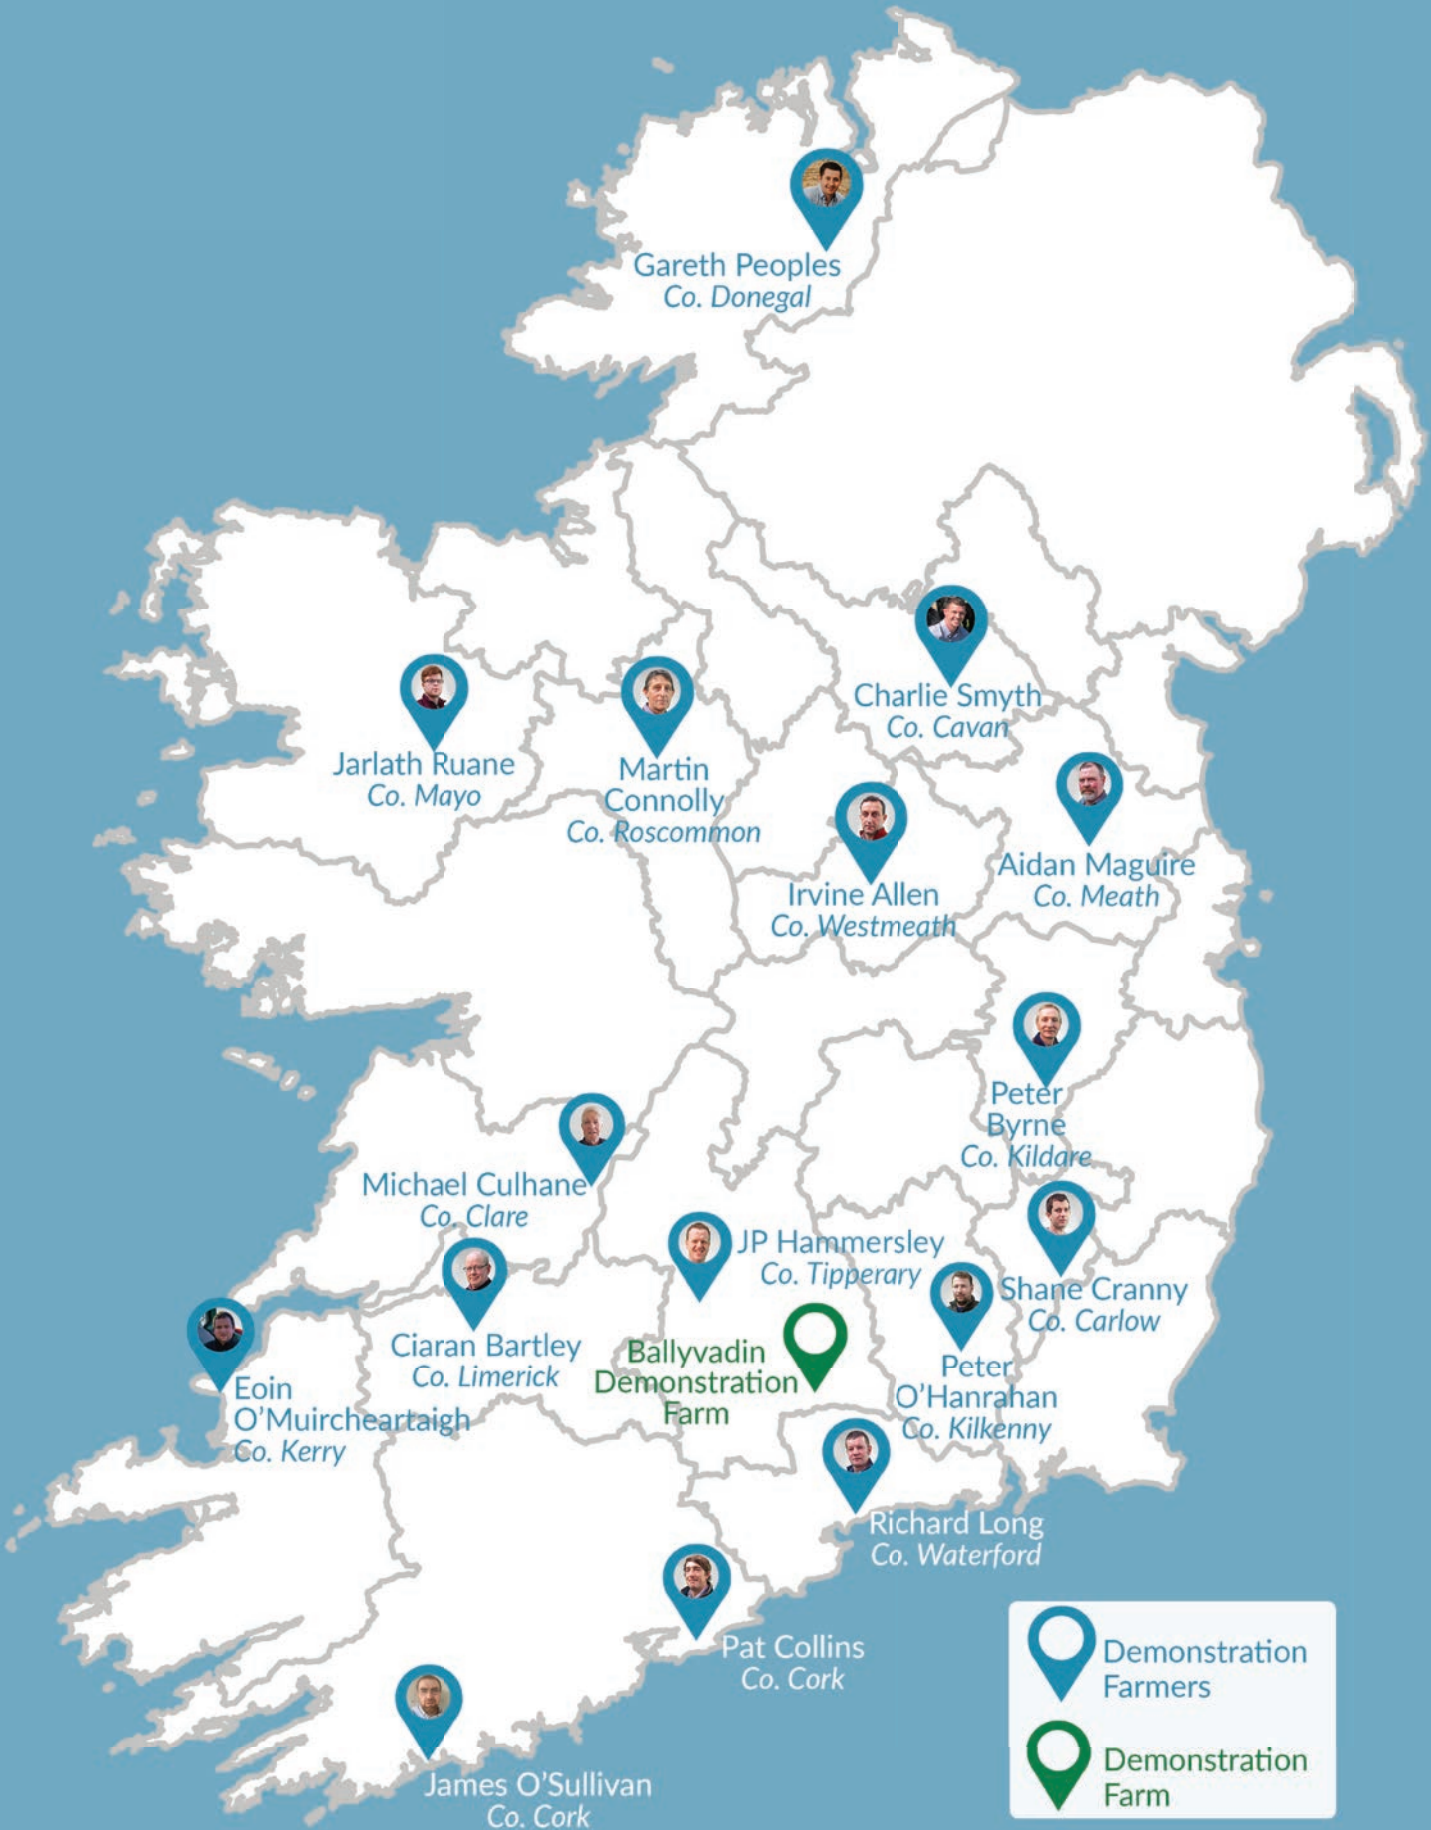 Gareth Peoples
Co. Donegal
Charlie Smyth
Co. Cavan
Jarlath Ruane
Co. Mayo
Martin
Connolly
Co. Roscommon
Aidan Maguire
Co. Meath
Irvine Allen
Co. Westmeath
Peter
Byrne
Co. Kildare
Michael Culhane
Co. Clare
JP Hammersley
Co. Tipperary
Shane Cranny
Co. Carlow
Ciaran Bartley
Co. Limerick
Ballyvadin
Demonstration
Farm
Peter
O'Hanrahan
Co. Kilkenny
Eoin
O'Muircheartaigh
Co. Kerry
Richard Long
Co. Waterford
Pat Collins
Co. Cork
James O'Sullivan
Co. Cork
Demonstration
Farmers
Demonstration
Farm